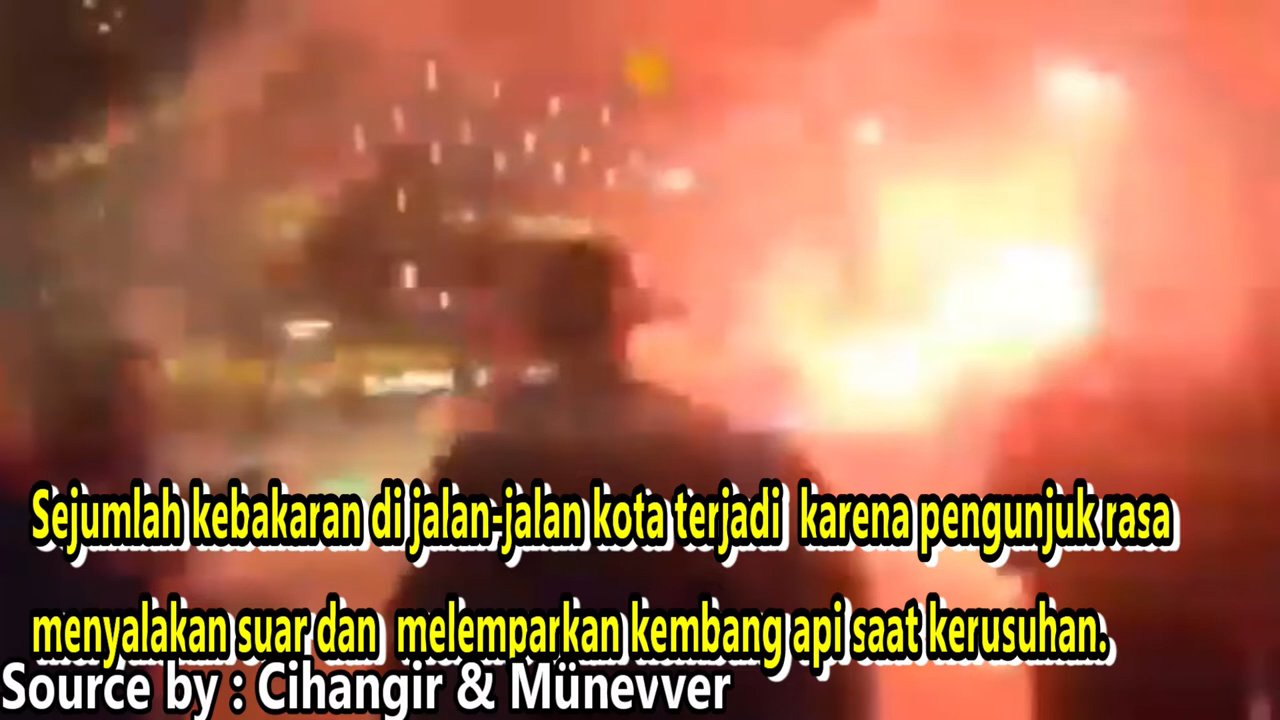 Sejumlah kebakaran di jalan-jalan kota terjadi karena pengunjuk rasa
menyalakan suar dan melemparkan kembang api saat kerusuhan.
Source by : Cihangir & Münevver